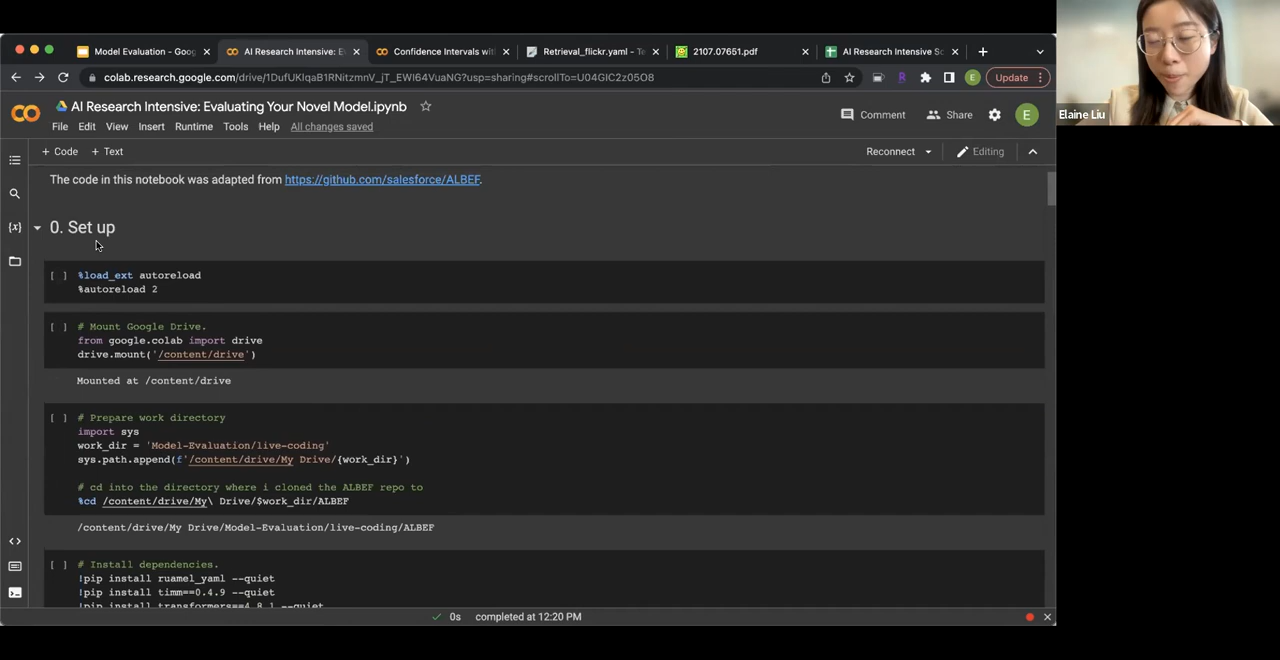 Model Evaluation - Goog
AI Research Intensive: E
Confidence Intervals wit
Retrieval_flickr.yaml - Te
2107.07651.pdf
AI Research Intensive Sc
colab.research.google.com/drive/1DufUKIqaB1RNitzmnV_jT_EWI64VuaNG?usp=sharing#scrollTo=U04GIC2z05O8
R
E
Update
AI Research Intensive: Evaluating Your Novel Model.ipynb
File Edit View Insert Runtime Tools Help All changes saved
Comment
Share
E
Elaine Liu
+ Code + Text
Reconnect
Editing
The code in this notebook was adapted from https://github.com/salesforce/ALBEF.
{x}
0. Set up
[ ] %load_ext autoreload
%autoreload 2
[ ] # Mount Google Drive.
from google.colab import drive
drive.mount('/content/drive')
Mounted at /content/drive
[ ] # Prepare work directory
import sys
work_dir = 'Model-Evaluation/live-coding'
sys.path.append(f'/content/drive/My Drive/{work_dir}')
# cd into the directory where i cloned the ALBEF repo to
%cd /content/drive/My\ Drive/$work_dir/ALBEF
/content/drive/My Drive/Model-Evaluation/live-coding/ALBEF
[ ] # Install dependencies.
!pip install ruamel_yaml --quiet
!pip install timm==0.4.9 --quiet
!pip install transformers==4.8.1 --quiet
0s completed at 12:20 PM